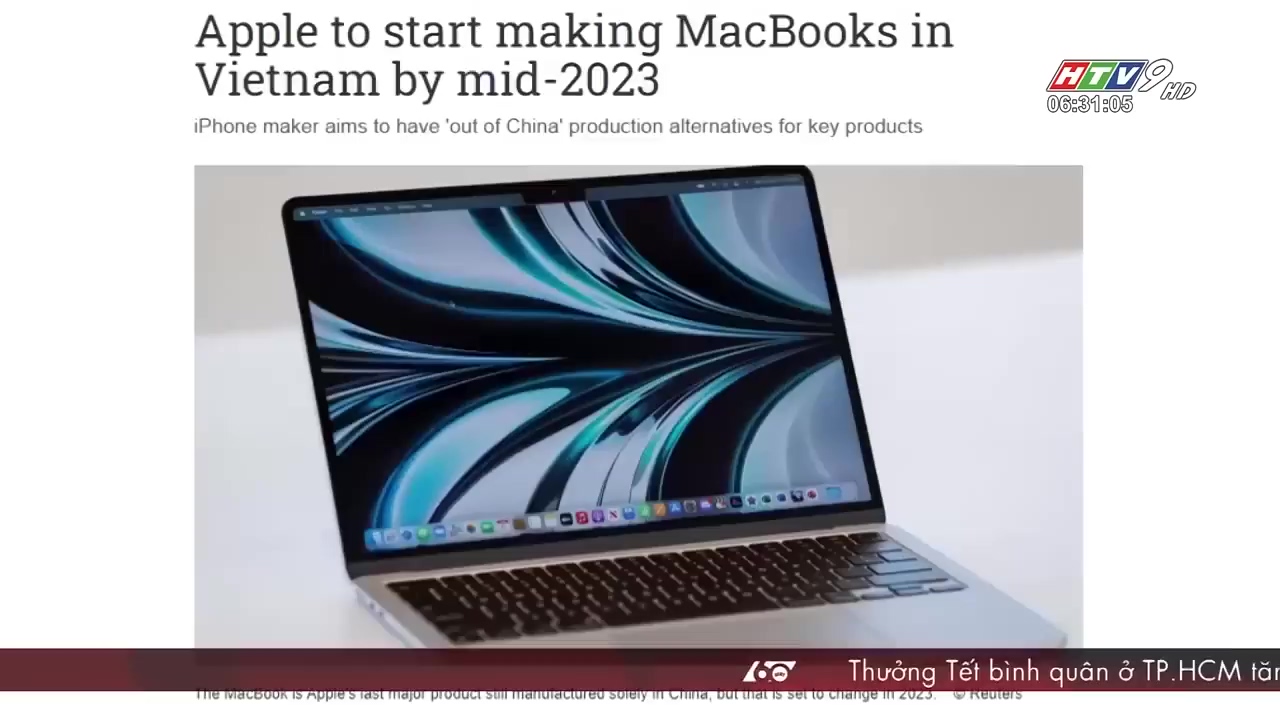 Apple to start making MacBooks in
Vietnam by mid-2023
iPhone maker aims to have 'out of China' production alternatives for key products
HTV9 HD
06:31:05
60 Thưởng Tết bình quân ở TP.HCM tăn
The MacBook is Apple's last major product still manufactured solely in China, but that is set to change in 2023. © Reuters